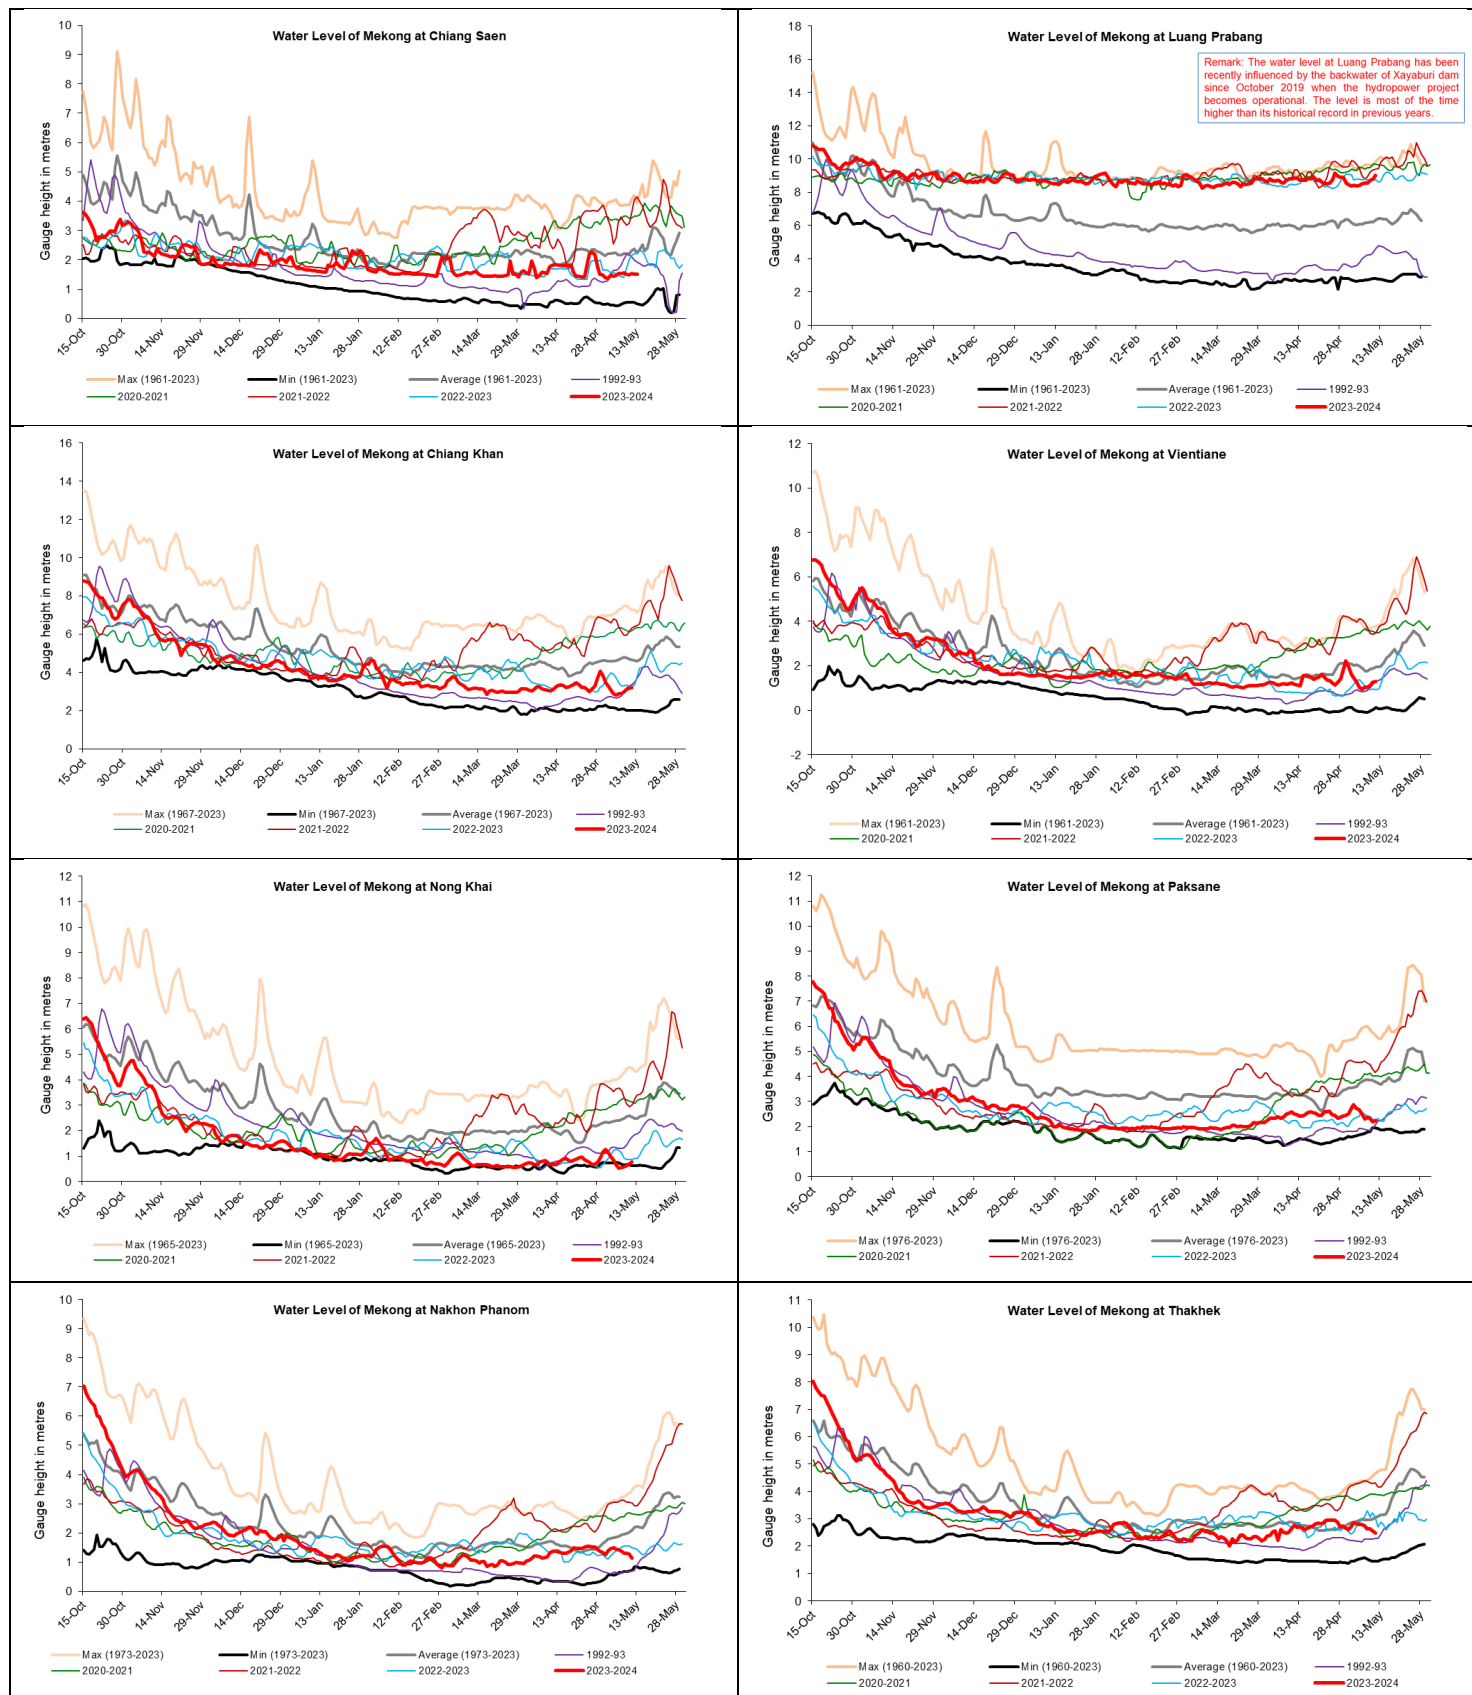 Water Level of Mekong at Chiang Saen
Gauge height in metres
10
9
8
7
6
5
4
3
2
1
0
15-Oct
30-Oct
14-Nov
29-Nov
14-Dec
29-Dec
13-Jan
28-Jan
12-Feb
27-Feb
14-Mar
29-Mar
13-Apr
28-Apr
13-May
28-May
Max (1961-2023) Min (1961-2023) Average (1961-2023) 1992-93
2020-2021 2021-2022 2022-2023 2023-2024
Water Level of Mekong at Luang Prabang
Remark: The water level at Luang Prabang has been
recently influenced by the backwater of Xayaburi dam
since October 2019 when the hydropower project
becomes operational. The level is most of the time
higher than its historical record in previous years.
Gauge height in metres
18
16
14
12
10
8
6
4
2
0
15-Oct
30-Oct
14-Nov
29-Nov
14-Dec
29-Dec
13-Jan
28-Jan
12-Feb
27-Feb
14-Mar
29-Mar
13-Apr
28-Apr
13-May
28-May
Max (1961-2023) Min (1961-2023) Average (1961-2023) 1992-93
2020-2021 2021-2022 2022-2023 2023-2024
Water Level of Mekong at Chiang Khan
Gauge height in metres
16
14
12
10
8
6
4
2
0
15-Oct
30-Oct
14-Nov
29-Nov
14-Dec
29-Dec
13-Jan
28-Jan
12-Feb
27-Feb
14-Mar
29-Mar
13-Apr
28-Apr
13-May
28-May
Max (1967-2023) Min (1967-2023) Average (1967-2023) 1992-93
2020-2021 2021-2022 2022-2023 2023-2024
Water Level of Mekong at Vientiane
Gauge height in metres
12
10
8
6
4
2
0
-2
15-Oct
30-Oct
14-Nov
29-Nov
14-Dec
29-Dec
13-Jan
28-Jan
12-Feb
27-Feb
14-Mar
29-Mar
13-Apr
28-Apr
13-May
28-May
Max (1961-2023) Min (1961-2023) Average (1961-2023) 1992-93
2020-2021 2021-2022 2022-2023 2023-2024
Water Level of Mekong at Nong Khai
Gauge height in metres
12
11
10
9
8
7
6
5
4
3
2
1
0
15-Oct
30-Oct
14-Nov
29-Nov
14-Dec
29-Dec
13-Jan
28-Jan
12-Feb
27-Feb
14-Mar
29-Mar
13-Apr
28-Apr
13-May
28-May
Max (1965-2023) Min (1965-2023) Average (1965-2023) 1992-93
2020-2021 2021-2022 2022-2023 2023-2024
Water Level of Mekong at Paksane
Gauge height in metres
12
11
10
9
8
7
6
5
4
3
2
1
0
15-Oct
30-Oct
14-Nov
29-Nov
14-Dec
29-Dec
13-Jan
28-Jan
12-Feb
27-Feb
14-Mar
29-Mar
13-Apr
28-Apr
13-May
28-May
Max (1976-2023) Min (1976-2023) Average (1976-2023) 1992-93
2020-2021 2021-2022 2022-2023 2023-2024
Water Level of Mekong at Nakhon Phanom
Gauge height in metres
10
9
8
7
6
5
4
3
2
1
0
15-Oct
30-Oct
14-Nov
29-Nov
14-Dec
29-Dec
13-Jan
28-Jan
12-Feb
27-Feb
14-Mar
29-Mar
13-Apr
28-Apr
13-May
28-May
Max (1973-2023) Min (1973-2023) Average (1973-2023) 1992-93
2020-2021 2021-2022 2022-2023 2023-2024
Water Level of Mekong at Thakhek
Gauge height in metres
11
10
9
8
7
6
5
4
3
2
1
0
15-Oct
30-Oct
14-Nov
29-Nov
14-Dec
29-Dec
13-Jan
28-Jan
12-Feb
27-Feb
14-Mar
29-Mar
13-Apr
28-Apr
13-May
28-May
Max (1960-2023) Min (1960-2023) Average (1960-2023) 1992-93
2020-2021 2021-2022 2022-2023 2023-2024